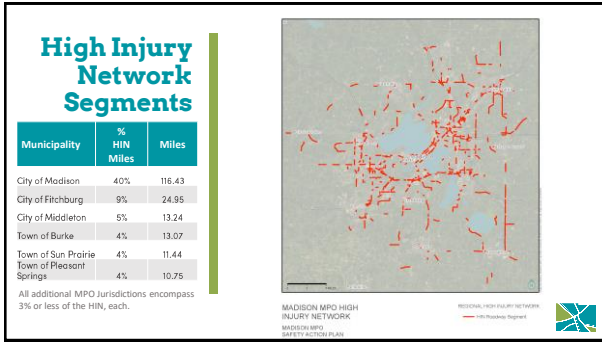 High Injury
Network
Segments
Municipality % HIN Miles Miles
City of Madison 40% 116.43
City of Fitchburg 9% 24.95
City of Middleton 5% 13.24
Town of Burke 4% 13.07
Town of Sun Prairie 4% 11.44
Town of Pleasant
Springs 4% 10.75
All additional MPO Jurisdictions encompass
3% or less of the HIN, each.
MADISON MPO HIGH
INJURY NETWORK
MADISON MPO
SAFETY ACTION PLAN
REGIONAL HIGH INJURY NETWORK
HIN Roadway Segment